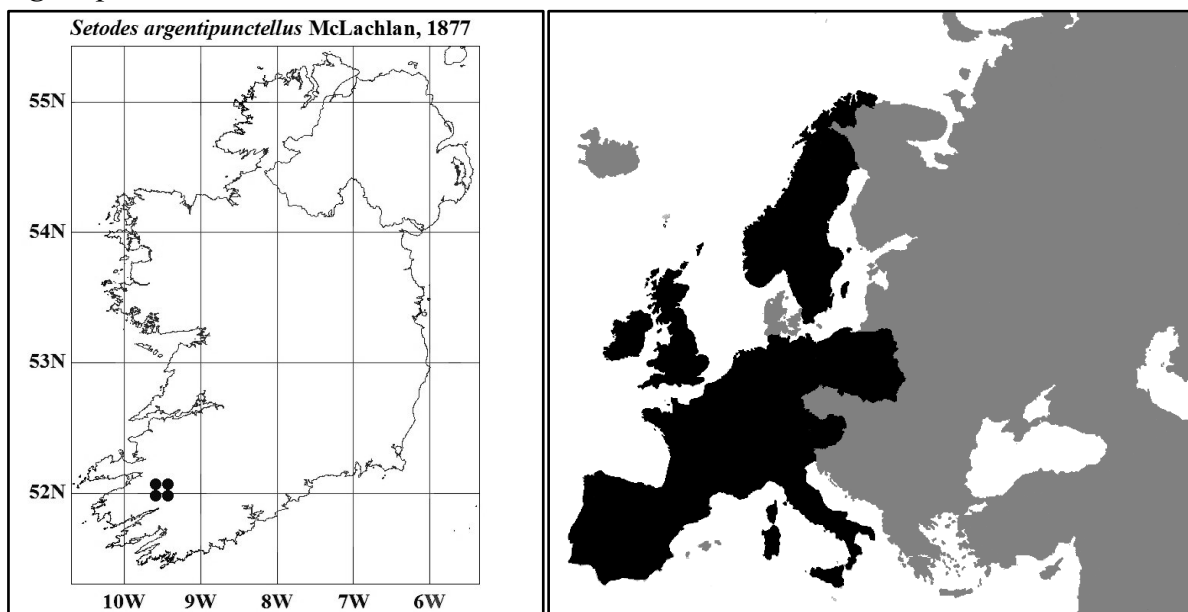 Setodes argentipunctellus McLachlan, 1877
55N
54N
53N
52N
10W 9W 8W 7W 6W